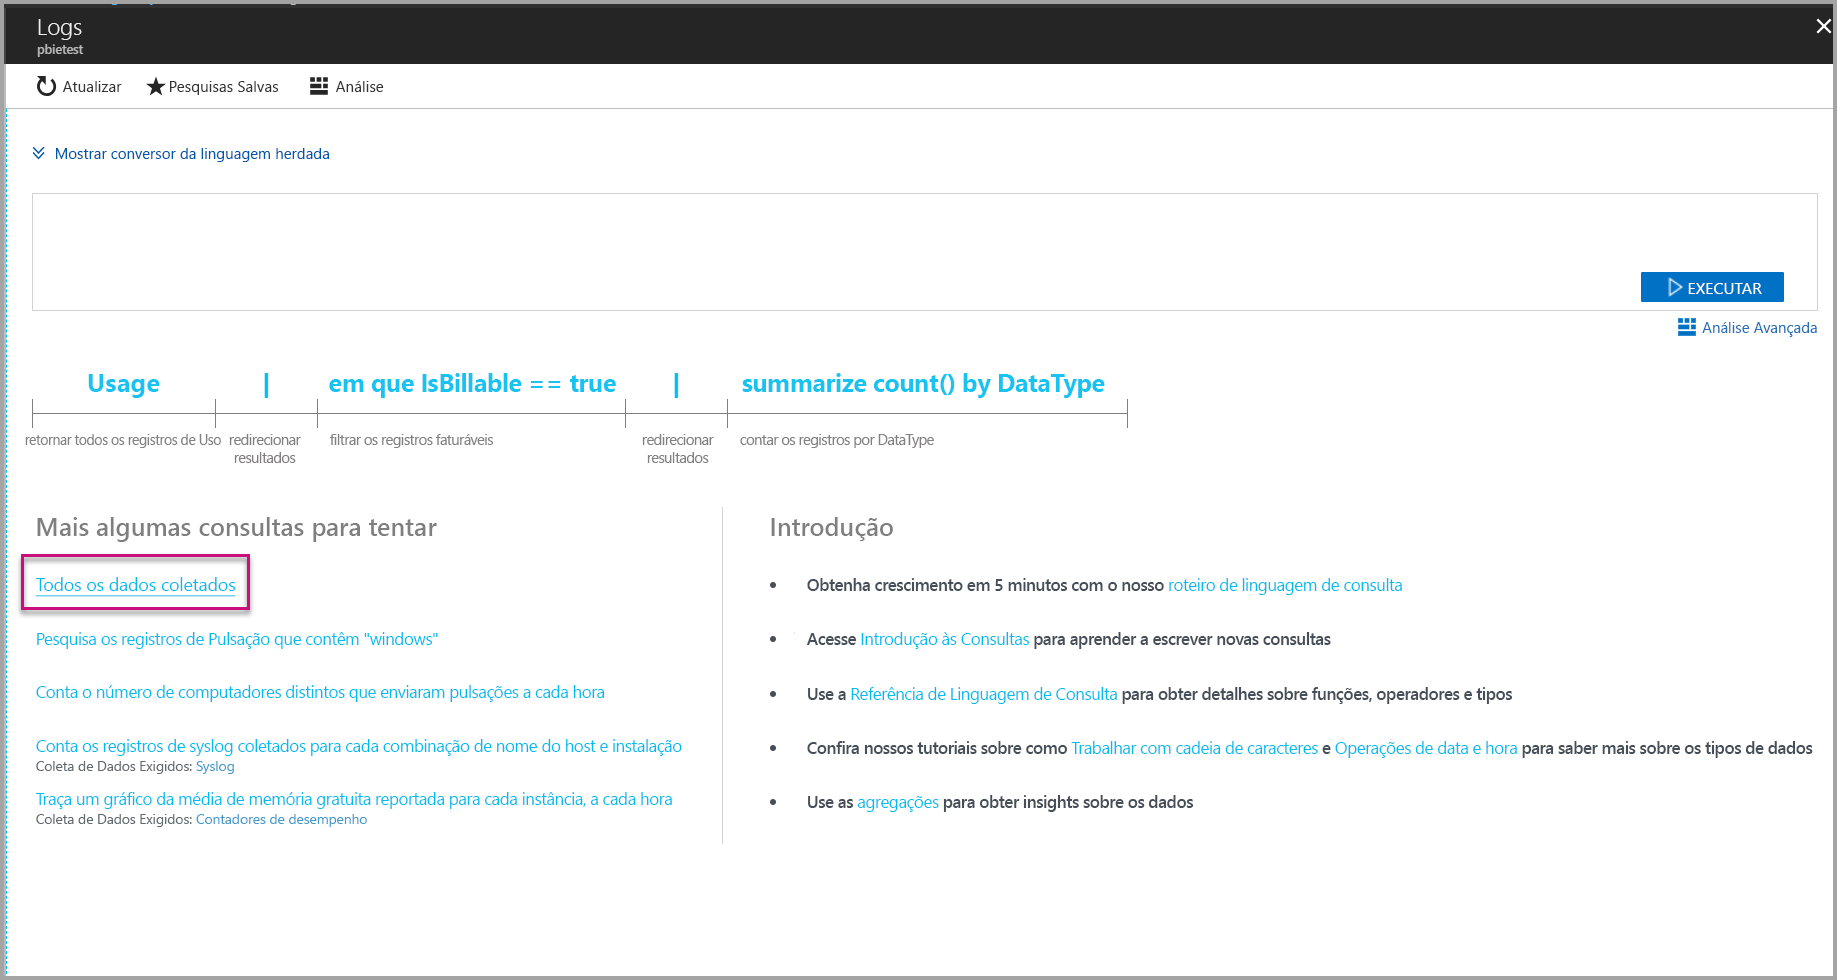 Logs
pbietest
Atualizar Pesquisas Salvas Análise
Mostrar conversor da linguagem herdada
EXECUTAR
Análise Avançada
Usage | em que IsBillable == true | summarize count() by DataType
retornar todos os registros de Uso redirecionar resultados filtrar os registros faturáveis redirecionar resultados contar os registros por DataType
Mais algumas consultas para tentar
Todos os dados coletados
Pesquisa os registros de Pulsação que contêm "windows"
Conta o número de computadores distintos que enviaram pulsações a cada hora
Conta os registros de syslog coletados para cada combinação de nome do host e instalação
Coleta de Dados Exigidos: Syslog
Traça um gráfico da média de memória gratuita reportada para cada instância, a cada hora
Coleta de Dados Exigidos: Contadores de desempenho
Introdução
• Obtenha crescimento em 5 minutos com o nosso roteiro de linguagem de consulta
• Acesse Introdução às Consultas para aprender a escrever novas consultas
• Use a Referência de Linguagem de Consulta para obter detalhes sobre funções, operadores e tipos
• Confira nossos tutoriais sobre como Trabalhar com cadeia de caracteres e Operações de data e hora para saber mais sobre os tipos de dados
• Use as agregações para obter insights sobre os dados